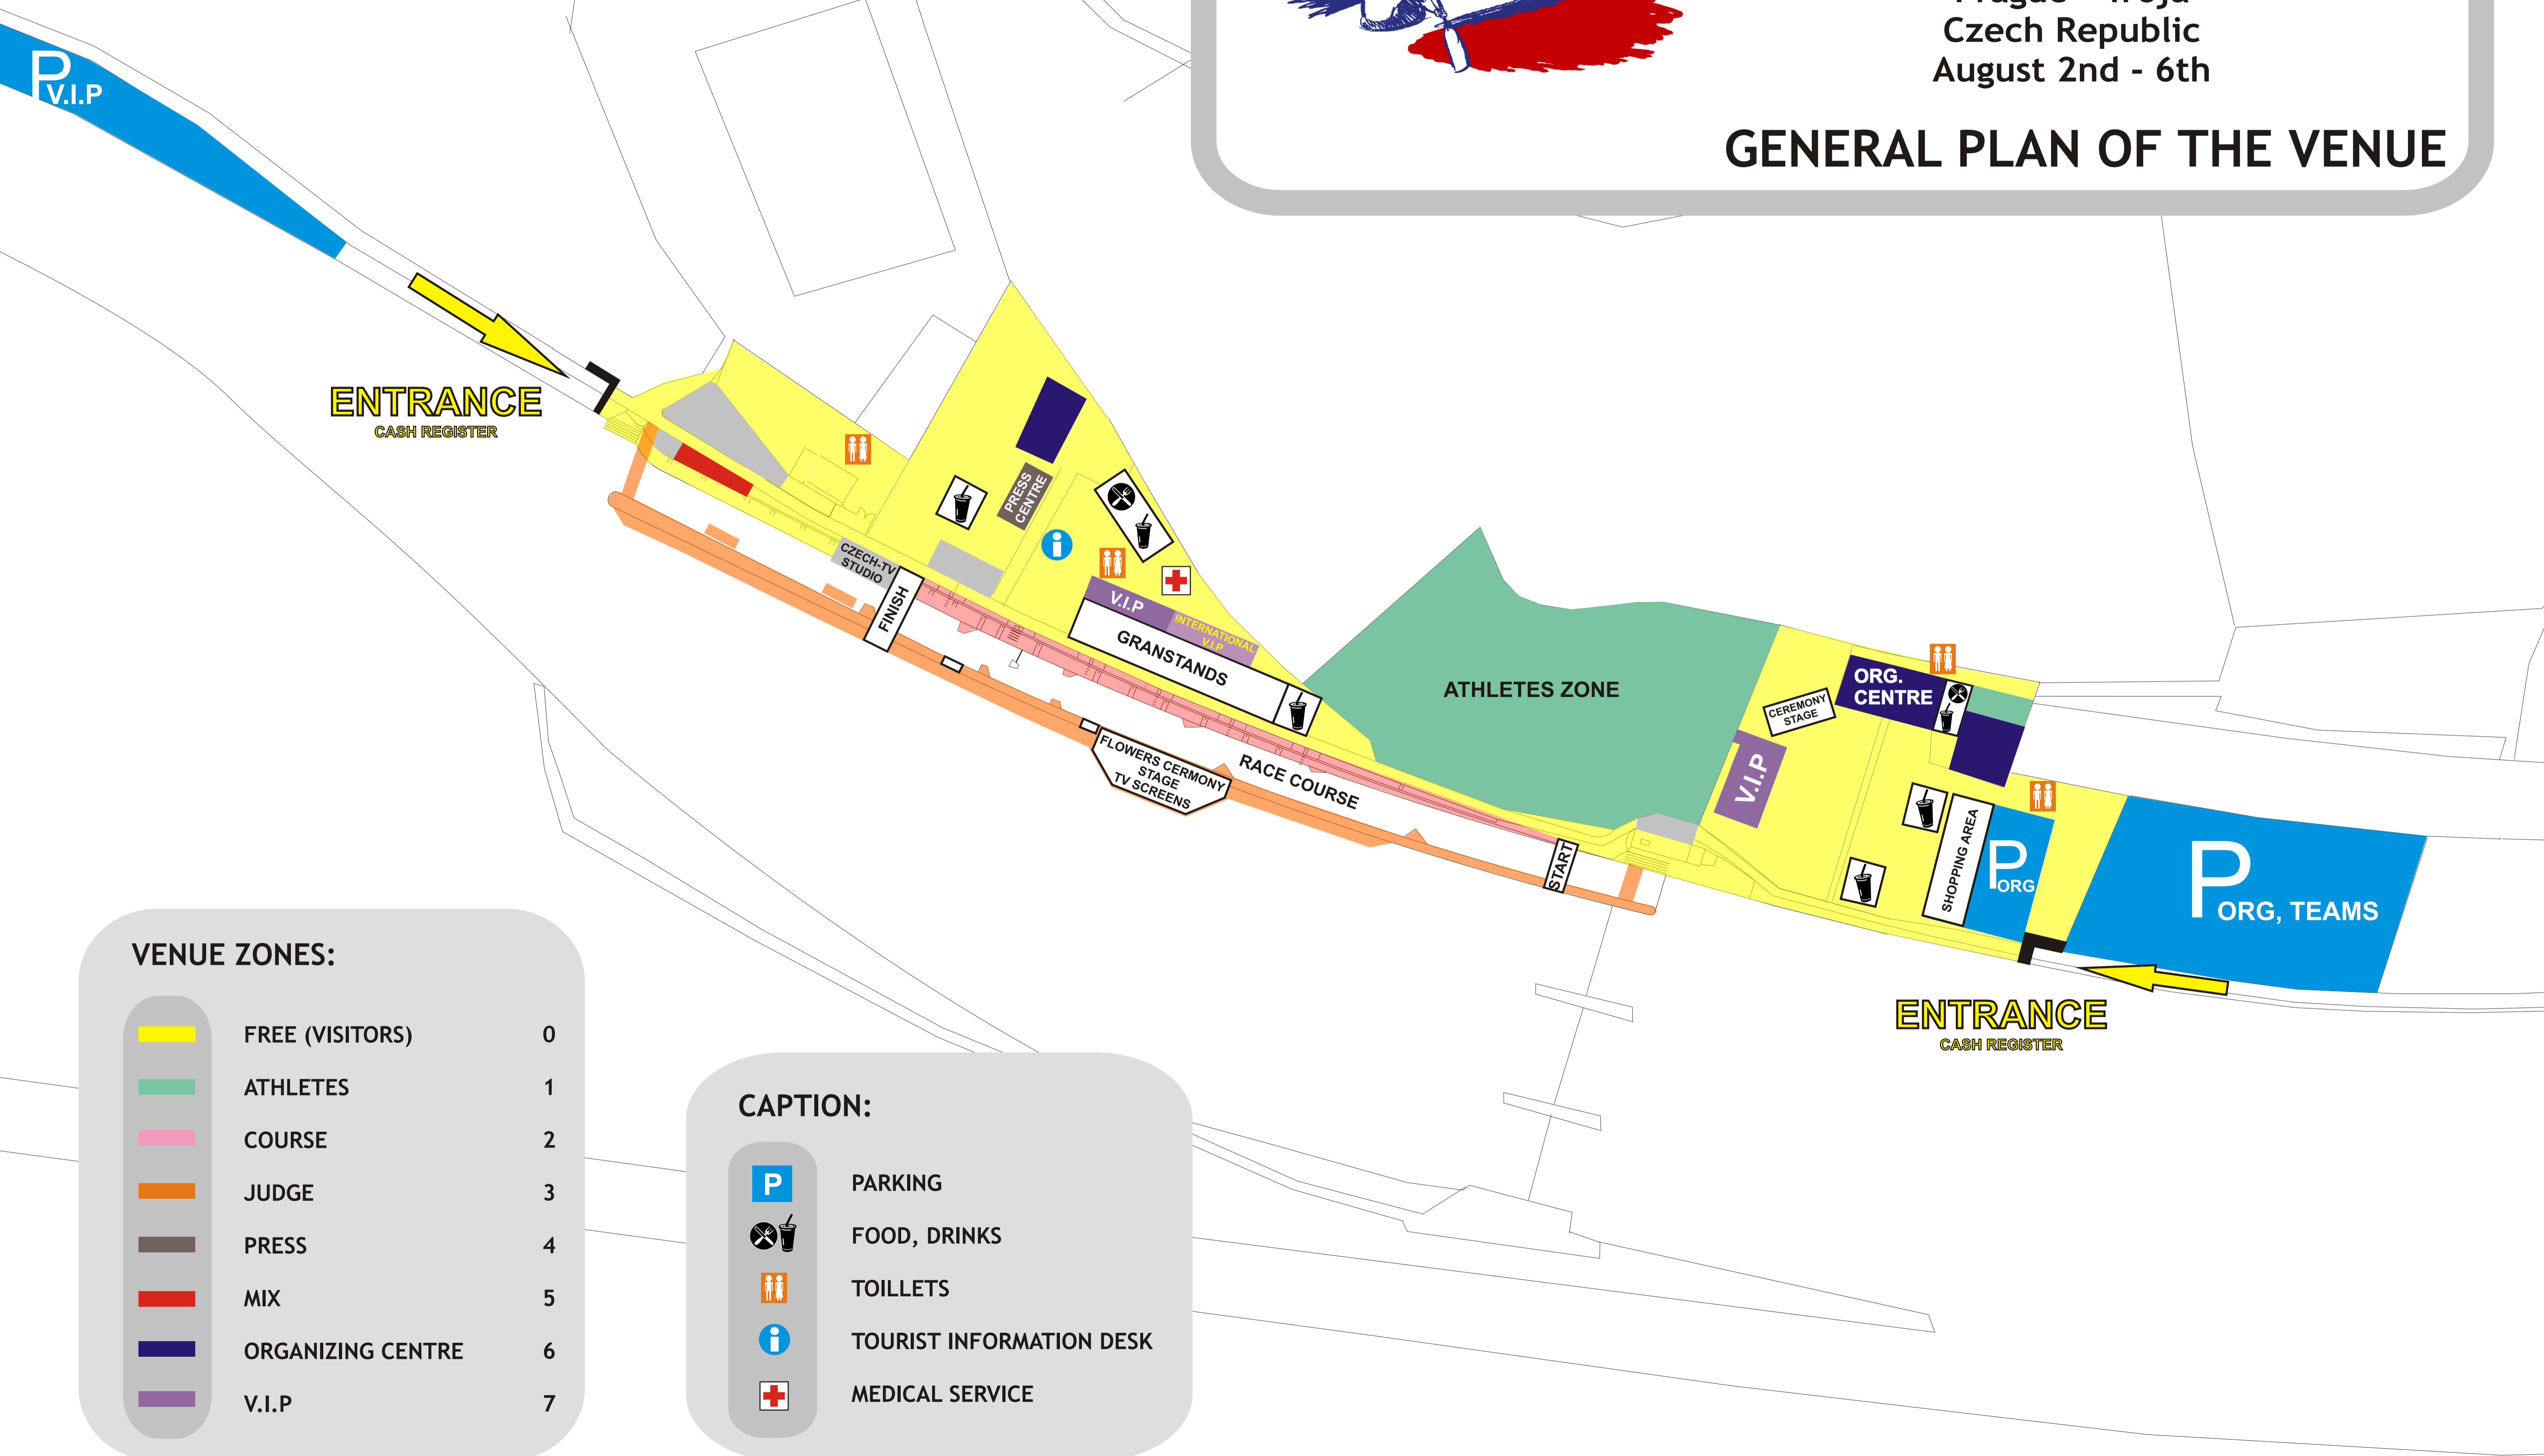 Czech Republic
August 2nd - 6th
GENERAL PLAN OF THE VENUE
P
V.I.P
ENTRANCE
CASH REGISTER
PRESS
CENTRE
CZECH-TV
STUDIO
FINISH
V.I.P
INTERNATIONAL
V.I.P
GRANSTANDS
FLOWERS CERMONY
STAGE
TV SCREENS
RACE COURSE
START
ATHLETES ZONE
CEREMONY
STAGE
V.I.P
ORG.
CENTRE
SHOPPING AREA
P
ORG
P
ORG, TEAMS
ENTRANCE
CASH REGISTER
VENUE ZONES:
FREE (VISITORS) 0
ATHLETES 1
COURSE 2
JUDGE 3
PRESS 4
MIX 5
ORGANIZING CENTRE 6
V.I.P 7
CAPTION:
P PARKING
FOOD, DRINKS
TOILLETS
i TOURIST INFORMATION DESK
MEDICAL SERVICE